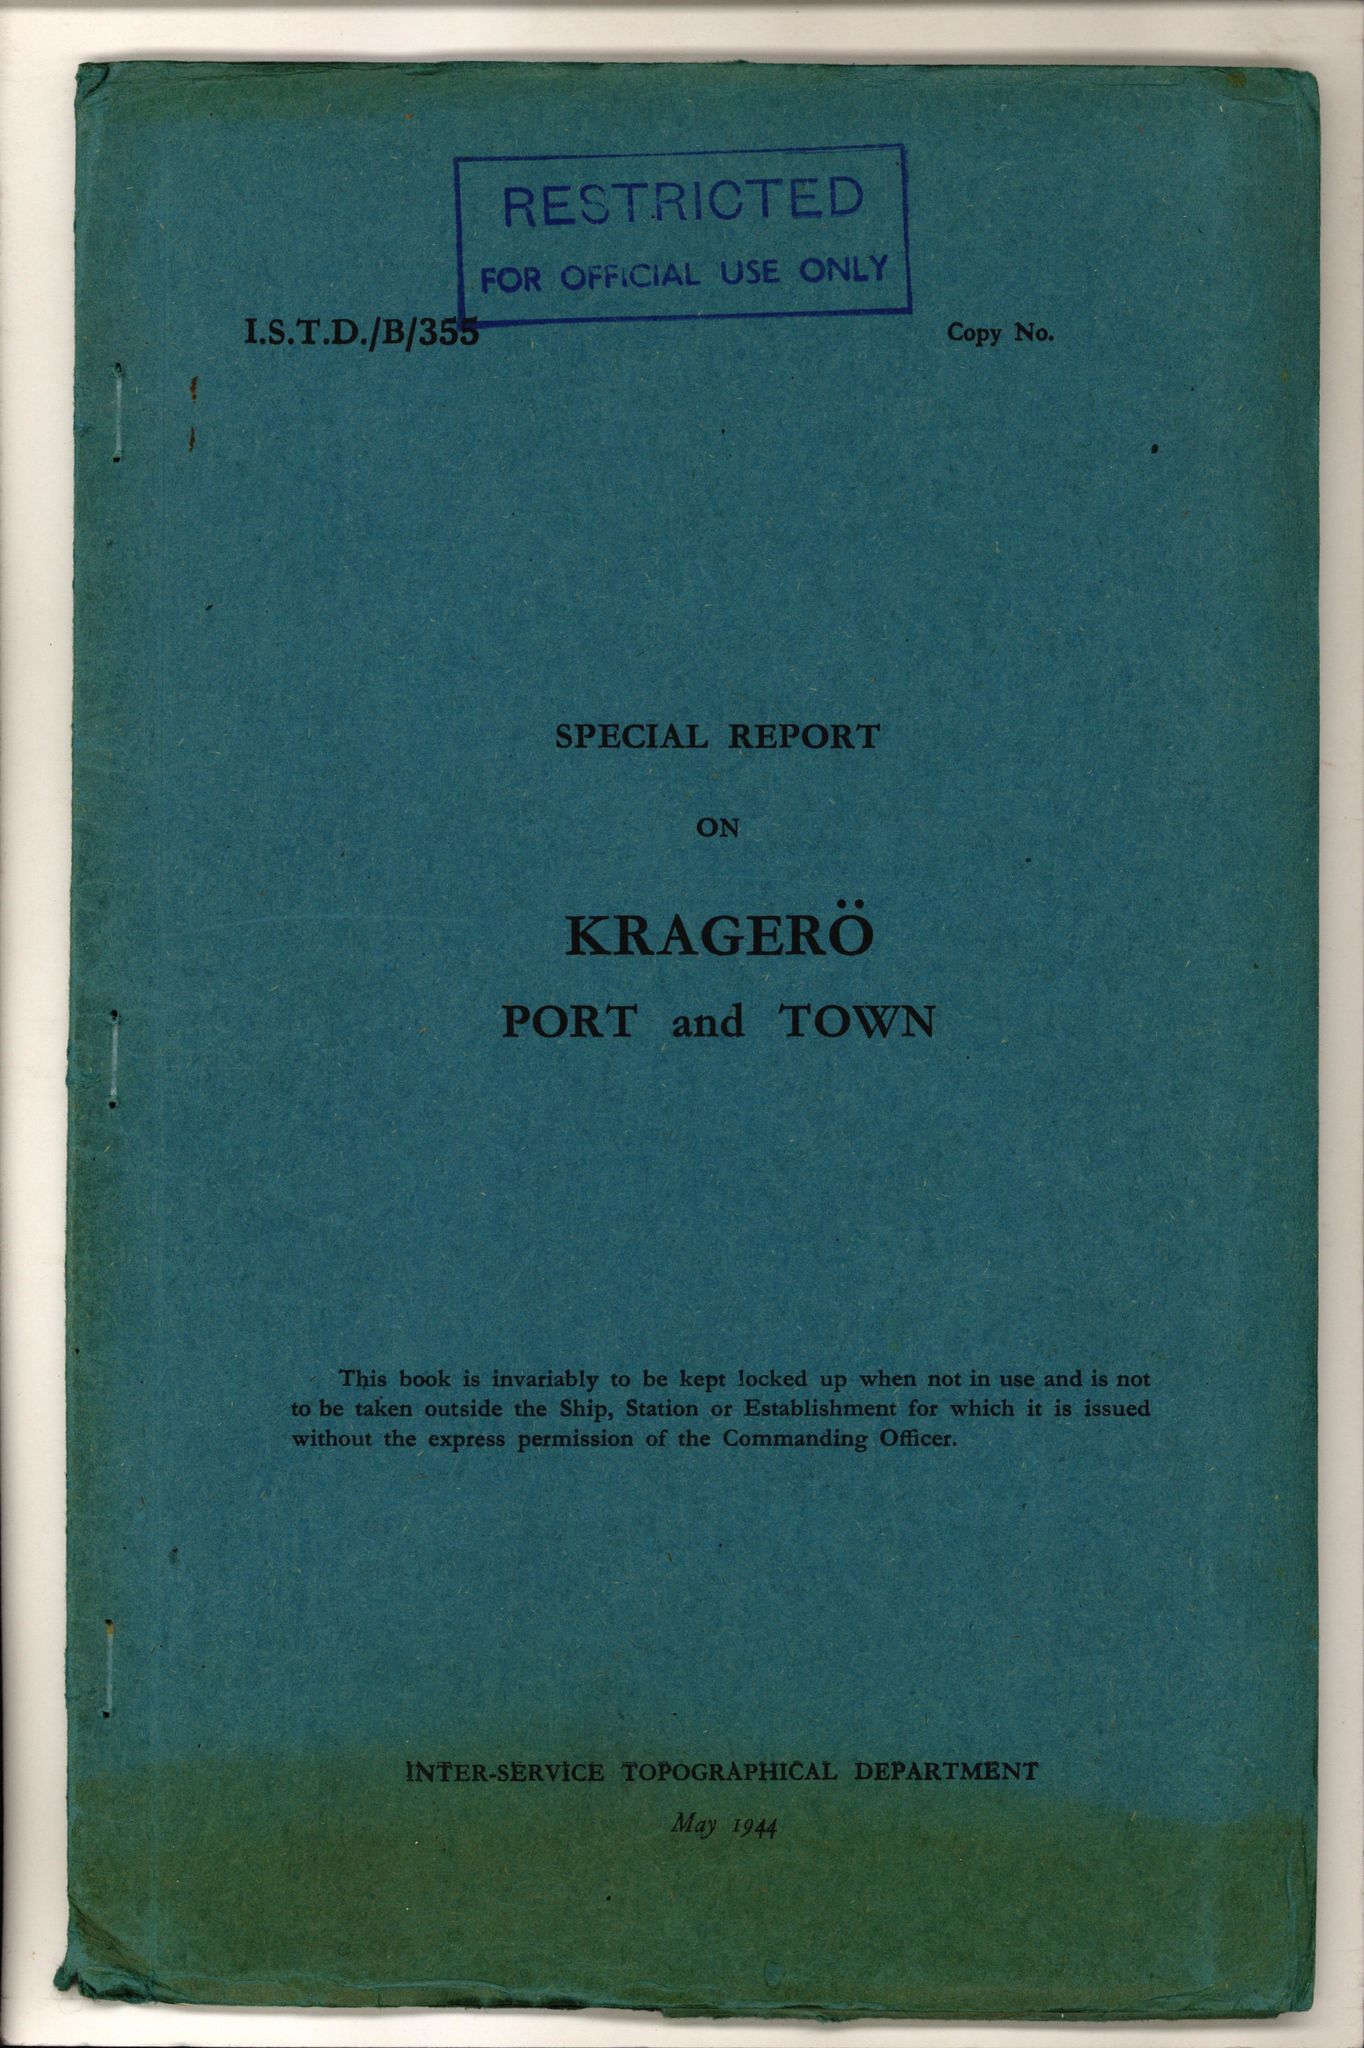 RESTRICTED
FOR OFFICIAL USE ONLY
I.S.T.D./B/355
Copy No.
SPECIAL REPORT
ON
KRAGERÖ
PORT and TOWN
This book is invariably to be kept locked up when not in use and is not
to be taken outside the Ship, Station or Establishment for which it is issued
without the express permission of the Commanding Officer.
INTER-SERVICE TOPOGRAPHICAL DEPARTMENT
May 1944